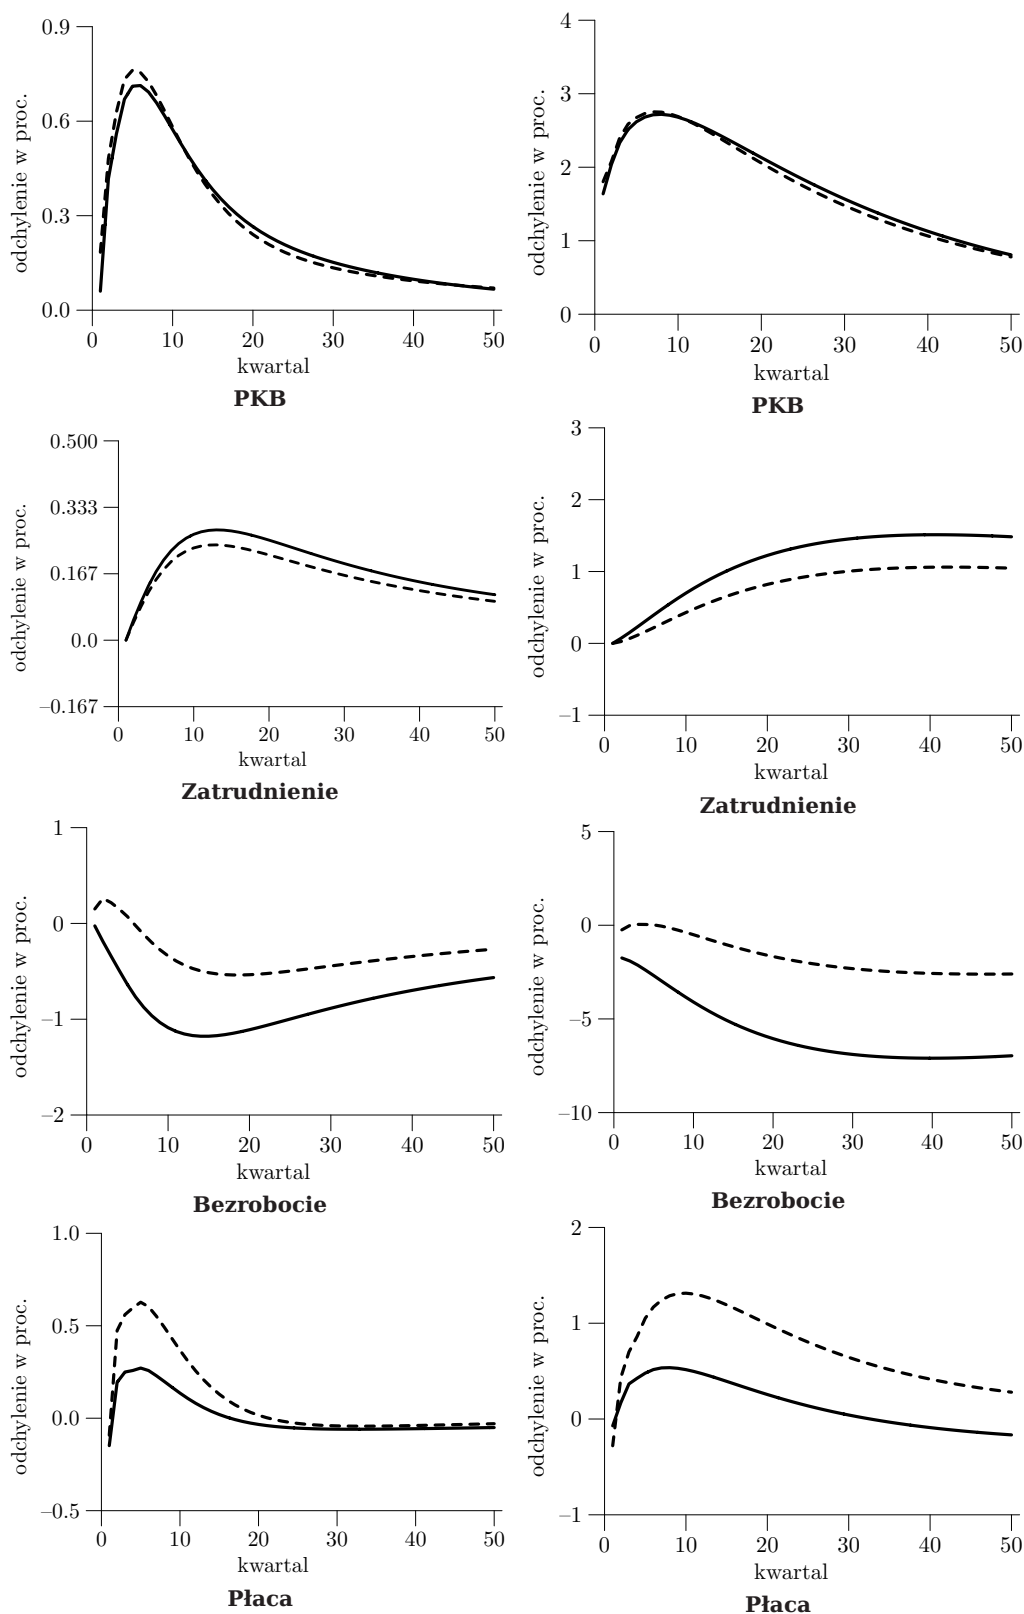 0.9
0.6
0.3
0.0
odchylenie w proc.
0 10 20 30 40 50
kwartal
PKB
4
3
2
1
0
odchylenie w proc.
0 10 20 30 40 50
kwartal
PKB
0.500
0.333
0.167
0.0
–0.167
odchylenie w proc.
0 10 20 30 40 50
kwartal
Zatrudnienie
3
2
1
0
–1
odchylenie w proc.
0 10 20 30 40 50
kwartal
Zatrudnienie
1
0
–1
–2
odchylenie w proc.
0 10 20 30 40 50
kwartal
Bezrobocie
5
0
–5
–10
odchylenie w proc.
0 10 20 30 40 50
kwartal
Bezrobocie
1.0
0.5
0.0
–0.5
odchylenie w proc.
0 10 20 30 40 50
kwartal
Płaca
2
1
0
–1
odchylenie w proc.
0 10 20 30 40 50
kwartal
Płaca